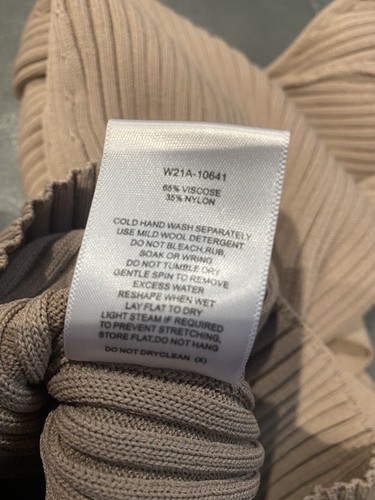 W21A-10641
65% VISCOSE
35% NYLON
COLD HAND WASH SEPARATELY
USE MILD WOOL DETERGENT
DO NOT BLEACH,RUB,
SOAK OR WRING
DO NOT TUMBLE DRY
GENTLE SPIN TO REMOVE
EXCESS WATER
RESHAPE WHEN WET
LAY FLAT TO DRY
LIGHT STEAM IF REQUIRED
TO PREVENT STRETCHING,
STORE FLAT.DO NOT HANG
DO NOT DRYCLEAN (X)